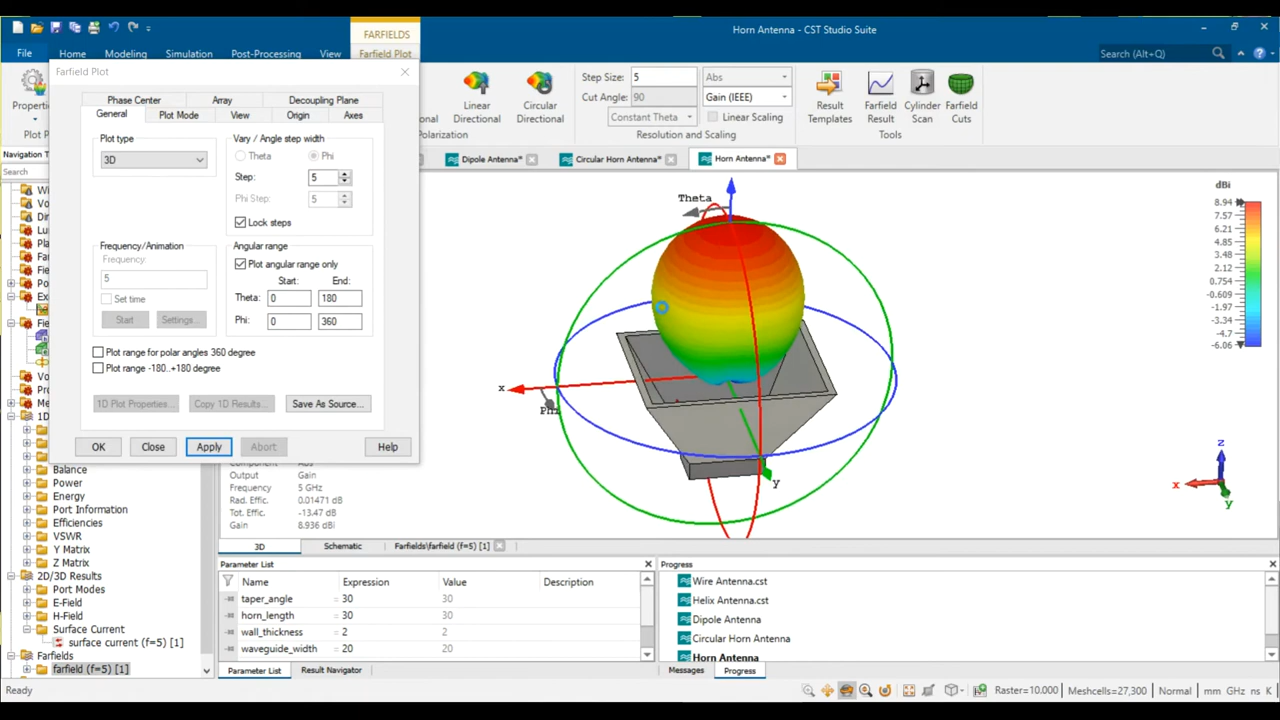 FARFIELDS
Horn Antenna - CST Studio Suite
File
Home
Modeling
Simulation
Post-Processing
View
Farfield Plot
Search (Alt+Q)
Farfield Plot
Linear
Directional
Circular
Directional
Step Size: 5
Abs
Cut Angle: 90
Gain (IEEE)
Constant Theta
Linear Scaling
Result
Templates
Farfield
Result
Cylinder
Scan
Farfield
Cuts
Resolution and Scaling
Tools
Dipole Antenna*
Circular Horn Antenna*
Horn Antenna*
Phase Center
Array
Decoupling Plane
General
Plot Mode
View
Origin
Axes
Plot type
3D
Vary / Angle step width
Theta
Phi
Step: 5
Phi Step: 5
Lock steps
Frequency/Animation
Frequency:
5
Set time
Start
Settings...
Angular range
Plot angular range only
Start: End:
Theta: 0 180
Phi: 0 360
Plot range for polar angles 360 degree
Plot range -180..+180 degree
1D Plot Properties...
Copy 1D Results...
Save As Source...
OK
Close
Apply
Abort
Help
Theta
x
y
dBi
8.94
7.57
6.21
4.85
3.48
2.12
0.754
-0.609
-1.97
-3.34
-4.7
-6.06
z
x
y
Output Gain
Frequency 5 GHz
Rad. Effic. 0.01471 dB
Tot. Effic. -13.47 dB
Gain 8.936 dBi
3D
Schematic
Farfields\farfield (f=5) [1]
Balance
Power
Energy
Port Information
Efficiencies
VSWR
Y Matrix
Z Matrix
2D/3D Results
Port Modes
E-Field
H-Field
Surface Current
surface current (f=5) [1]
Farfields
farfield (f=5) [1]
Parameter List
Name Expression Value Description
taper_angle = 30 30
horn_length = 30 30
wall_thickness = 2 2
waveguide_width = 20 20
Parameter List
Result Navigator
Progress
Wire Antenna.cst
Helix Antenna.cst
Dipole Antenna
Circular Horn Antenna
Horn Antenna
Messages
Progress
Ready
Raster=10.000 Meshcells=27,300 Normal mm GHz ns K